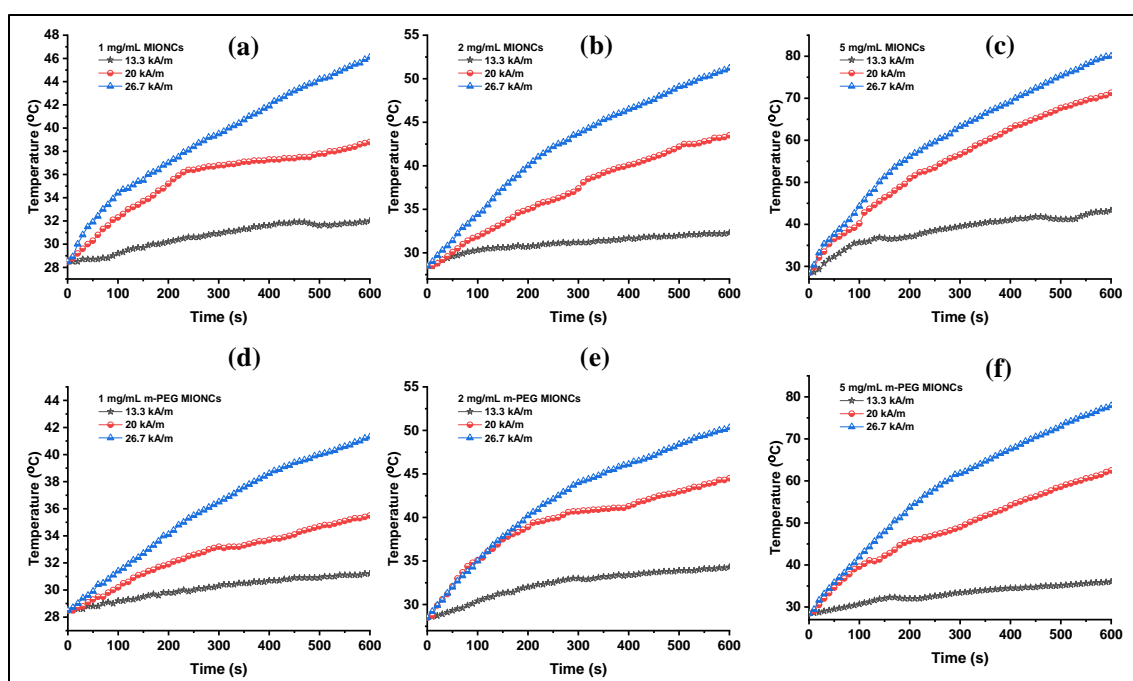 (a)
1 mg/mL MIONCs
13.3 kA/m
20 kA/m
26.7 kA/m
Temperature (°C)
48
46
44
42
40
38
36
34
32
30
28
0 100 200 300 400 500 600
Time (s)
(b)
2 mg/mL MIONCs
13.3 kA/m
20 kA/m
26.7 kA/m
Temperature (°C)
55
50
45
40
35
30
0 100 200 300 400 500 600
Time (s)
(c)
5 mg/mL MIONCs
13.3 kA/m
20 kA/m
26.7 kA/m
Temperature (°C)
80
70
60
50
40
30
0 100 200 300 400 500 600
Time (s)
(d)
1 mg/mL m-PEG MIONCs
13.3 kA/m
20 kA/m
26.7 kA/m
Temperature (°C)
44
42
40
38
36
34
32
30
28
0 100 200 300 400 500 600
Time (s)
(e)
2 mg/mL m-PEG MIONCs
13.3 kA/m
20 kA/m
26.7 kA/m
Temperature (°C)
55
50
45
40
35
30
0 100 200 300 400 500 600
Time (s)
(f)
5 mg/mL m-PEG MIONCs
13.3 kA/m
20 kA/m
26.7 kA/m
Temperature (°C)
80
70
60
50
40
30
0 100 200 300 400 500 600
Time (s)